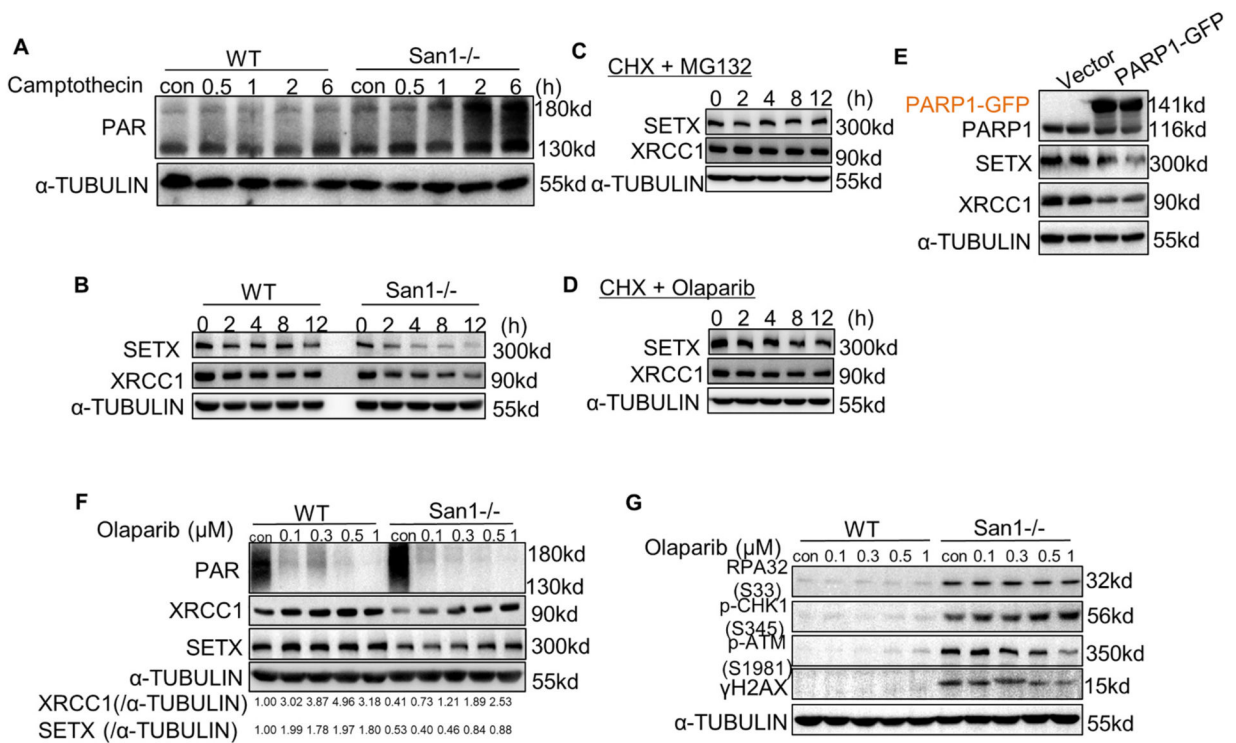 A
WT San1-/-
Camptothecin con 0.5 1 2 6 con 0.5 1 2 6 (h)
PAR
180kd
130kd
α-TUBULIN 55kd
B
WT San1-/-
0 2 4 8 12 0 2 4 8 12 (h)
SETX 300kd
XRCC1 90kd
α-TUBULIN 55kd
C
CHX + MG132
0 2 4 8 12 (h)
SETX 300kd
XRCC1 90kd
α-TUBULIN 55kd
D
CHX + Olaparib
0 2 4 8 12 (h)
SETX 300kd
XRCC1 90kd
α-TUBULIN 55kd
E
Vector PARP1-GFP
PARP1-GFP 141kd
PARP1 116kd
SETX 300kd
XRCC1 90kd
α-TUBULIN 55kd
F
WT San1-/-
Olaparib (μM) con 0.1 0.3 0.5 1 con 0.1 0.3 0.5 1
PAR
180kd
130kd
XRCC1 90kd
SETX 300kd
α-TUBULIN 55kd
XRCC1(/α-TUBULIN) 1.00 3.02 3.87 4.96 3.18 0.41 0.73 1.21 1.89 2.53
SETX (/α-TUBULIN) 1.00 1.99 1.78 1.97 1.80 0.53 0.40 0.46 0.84 0.88
G
WT San1-/-
Olaparib (μM) con 0.1 0.3 0.5 1 con 0.1 0.3 0.5 1
RPA32
(S33) 32kd
p-CHK1
(S345) 56kd
p-ATM
(S1981) 350kd
γH2AX 15kd
α-TUBULIN 55kd